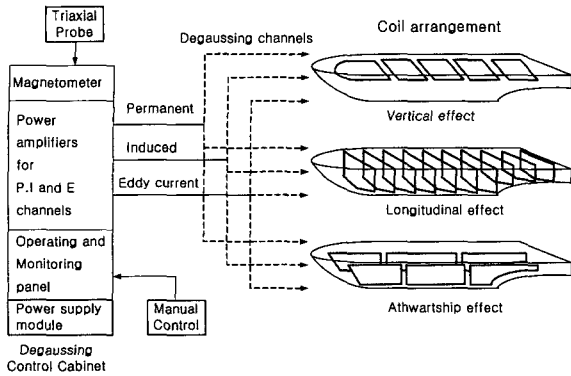 Triaxial
Probe
Magnetometer
Power
amplifiers
for
P.I and E
channels
Operating and
Monitoring
panel
Power supply
module
Degaussing
Control Cabinet
Permanent
Induced
Eddy current
Manual
Control
Degaussing channels
Coil arrangement
Vertical effect
Longitudinal effect
Athwartship effect